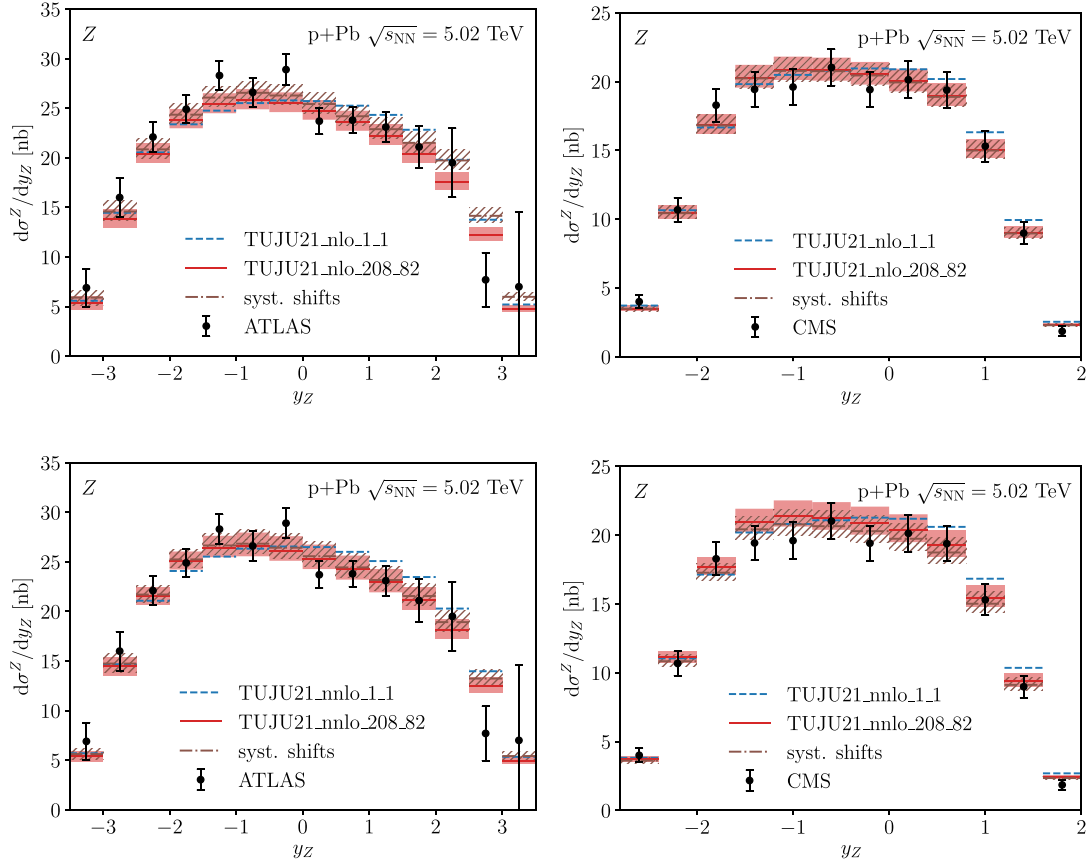 35
30
25
20
15
10
5
0
dσ^Z/dy_Z [nb]
Z
p+Pb √s_NN = 5.02 TeV
TUJU21_nlo_1_1
TUJU21_nlo_208_82
syst. shifts
ATLAS
−3 −2 −1 0 1 2 3
y_Z
25
20
15
10
5
0
dσ^Z/dy_Z [nb]
Z
p+Pb √s_NN = 5.02 TeV
TUJU21_nlo_1_1
TUJU21_nlo_208_82
syst. shifts
CMS
−2 −1 0 1 2
y_Z
35
30
25
20
15
10
5
0
dσ^Z/dy_Z [nb]
Z
p+Pb √s_NN = 5.02 TeV
TUJU21_nnlo_1_1
TUJU21_nnlo_208_82
syst. shifts
ATLAS
−3 −2 −1 0 1 2 3
y_Z
25
20
15
10
5
0
dσ^Z/dy_Z [nb]
Z
p+Pb √s_NN = 5.02 TeV
TUJU21_nnlo_1_1
TUJU21_nnlo_208_82
syst. shifts
CMS
−2 −1 0 1 2
y_Z